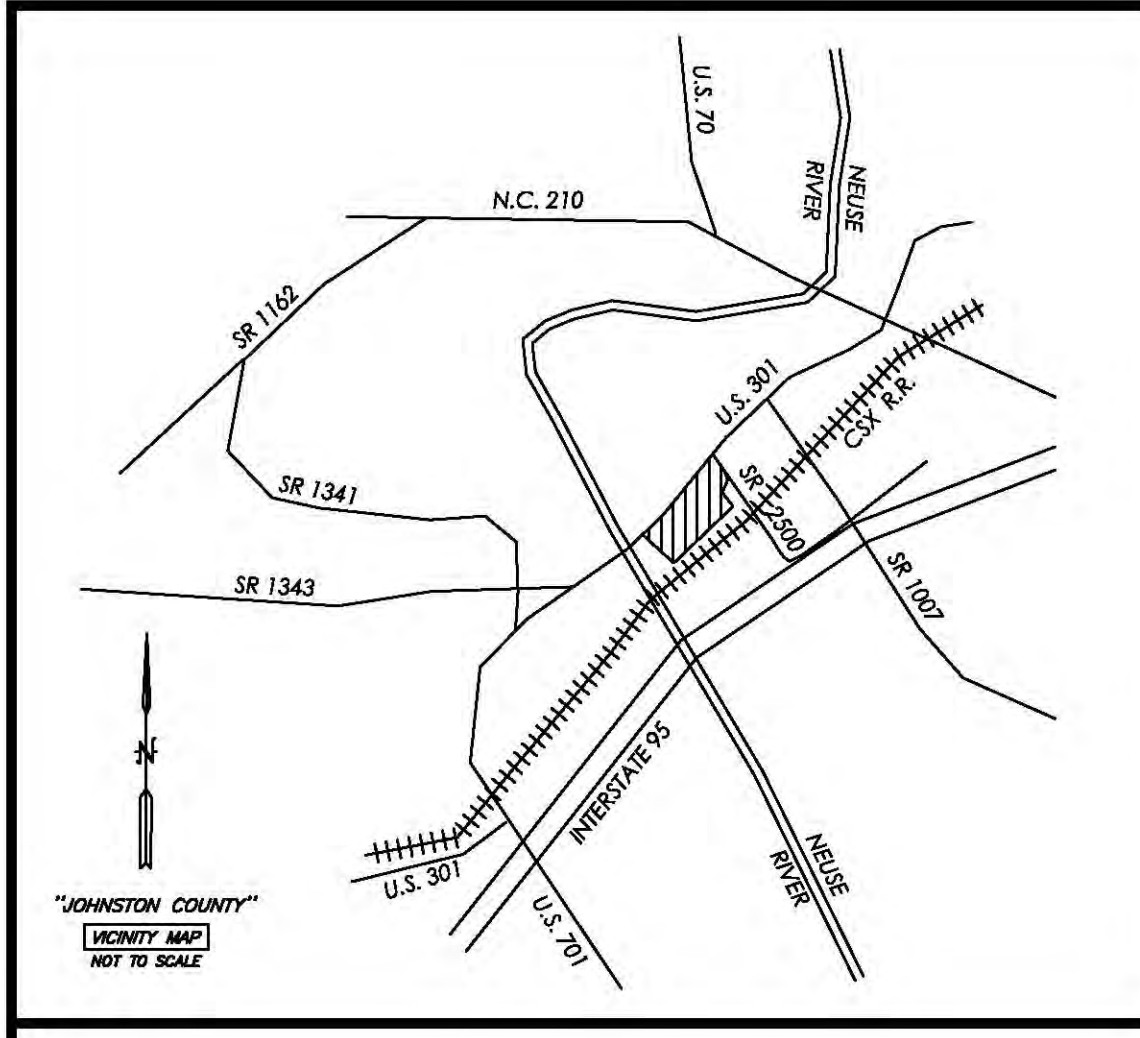 U.S. 70
N.C. 210
NEUSE
RIVER
SR 1162
U.S. 301
CSX R.R.
SR 1341
SR 2500
SR 1343
SR 1007
N
INTERSTATE 95
U.S. 301
NEUSE
RIVER
U.S. 701
"JOHNSTON COUNTY"
VICINITY MAP
NOT TO SCALE